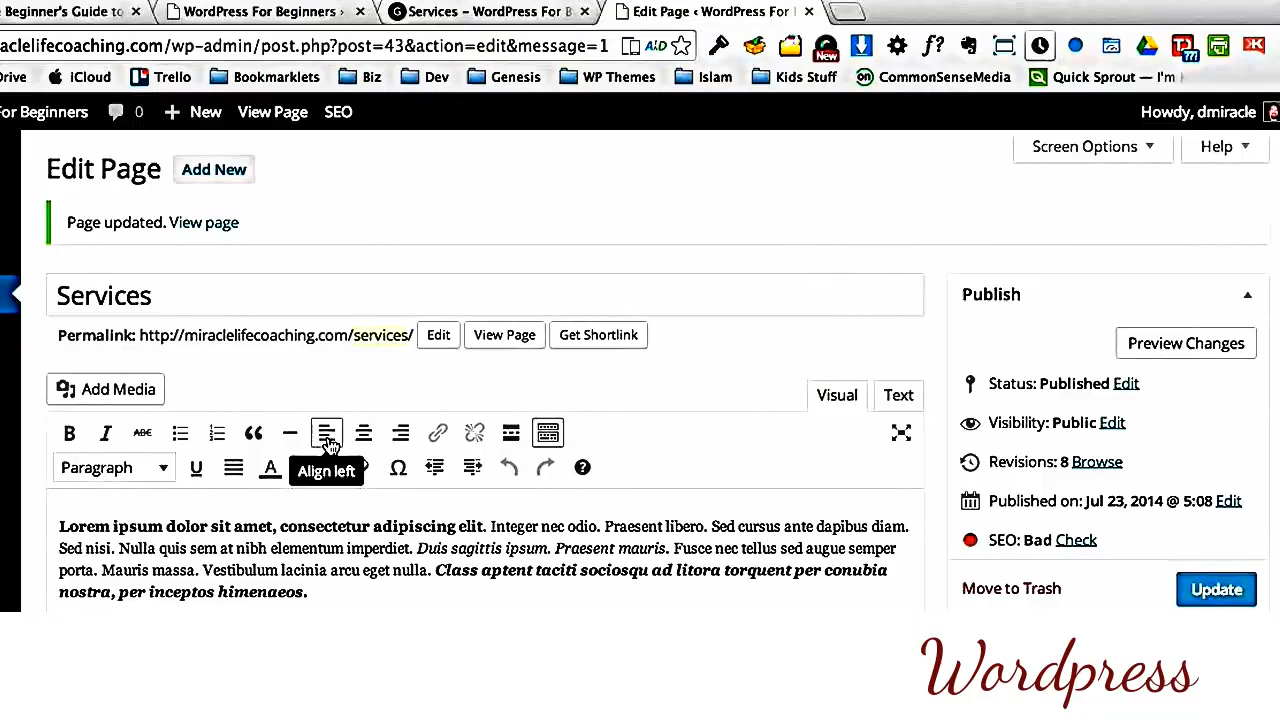 e Beginner's Guide to
WordPress For Beginners ›
Services – WordPress For B
Edit Page ‹ WordPress For
aclelifecoaching.com/wp-admin/post.php?post=43&action=edit&message=1
New
Drive iCloud Trello Bookmarklets Biz Dev Genesis WP Themes Islam Kids Stuff CommonSenseMedia Quick Sprout — I'm
For Beginners 0 New View Page SEO Howdy, dmiracle
Screen Options Help
Edit Page Add New
Page updated. View page
Services
Permalink: http://miraclelifecoaching.com/services/ Edit View Page Get Shortlink
Add Media
Visual Text
B I ABC
Paragraph U A Ω ?
Align left
Lorem ipsum dolor sit amet, consectetur adipiscing elit. Integer nec odio. Praesent libero. Sed cursus ante dapibus diam.
Sed nisi. Nulla quis sem at nibh elementum imperdiet. Duis sagittis ipsum. Praesent mauris. Fusce nec tellus sed augue semper
porta. Mauris massa. Vestibulum lacinia arcu eget nulla. Class aptent taciti sociosqu ad litora torquent per conubia
nostra, per inceptos himenaeos.
Publish
Preview Changes
Status: Published Edit
Visibility: Public Edit
Revisions: 8 Browse
Published on: Jul 23, 2014 @ 5:08 Edit
SEO: Bad Check
Move to Trash Update
Wordpress